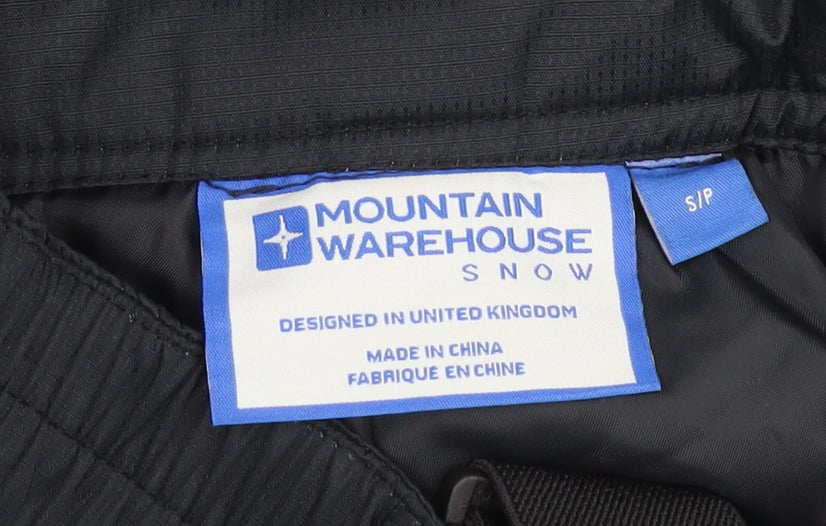 MOUNTAIN
WAREHOUSE
SNOW
DESIGNED IN UNITED KINGDOM
MADE IN CHINA
FABRIQUÉ EN CHINE
S/P